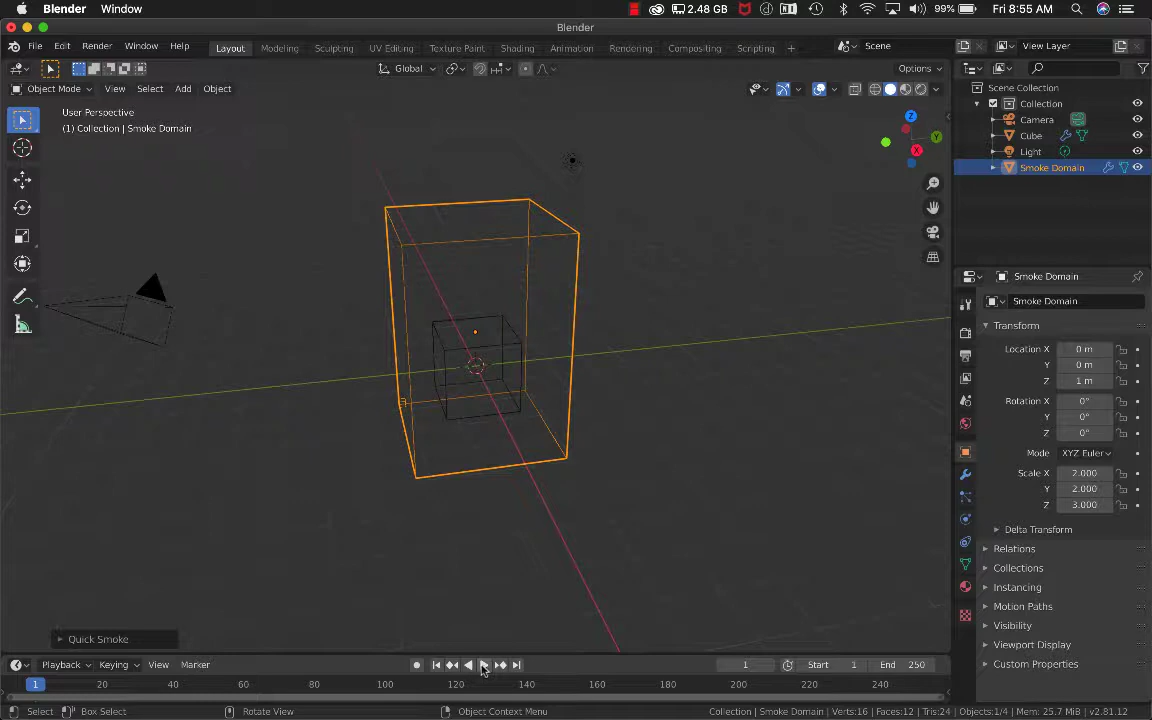 Blender Window 2.48 GB 99% Fri 8:55 AM
Blender
File Edit Render Window Help Layout Modeling Sculpting UV Editing Texture Paint Shading Animation Rendering Compositing Scripting + Scene View Layer
Global Options
Object Mode View Select Add Object
User Perspective
(1) Collection | Smoke Domain
Z
Y
X
Scene Collection
Collection
Camera
Cube
Light
Smoke Domain
Smoke Domain
Smoke Domain
Transform
Location X 0 m
Y 0 m
Z 1 m
Rotation X 0°
Y 0°
Z 0°
Mode XYZ Euler
Scale X 2.000
Y 2.000
Z 3.000
Delta Transform
Relations
Collections
Instancing
Motion Paths
Visibility
Viewport Display
Custom Properties
Quick Smoke
Playback Keying View Marker 1 Start 1 End 250
1 20 40 60 80 100 120 140 160 180 200 220 240
Select Box Select Rotate View Object Context Menu Collection | Smoke Domain | Verts:16 | Faces:12 | Tris:24 | Objects:1/4 | Mem: 25.7 MiB | v2.81.12